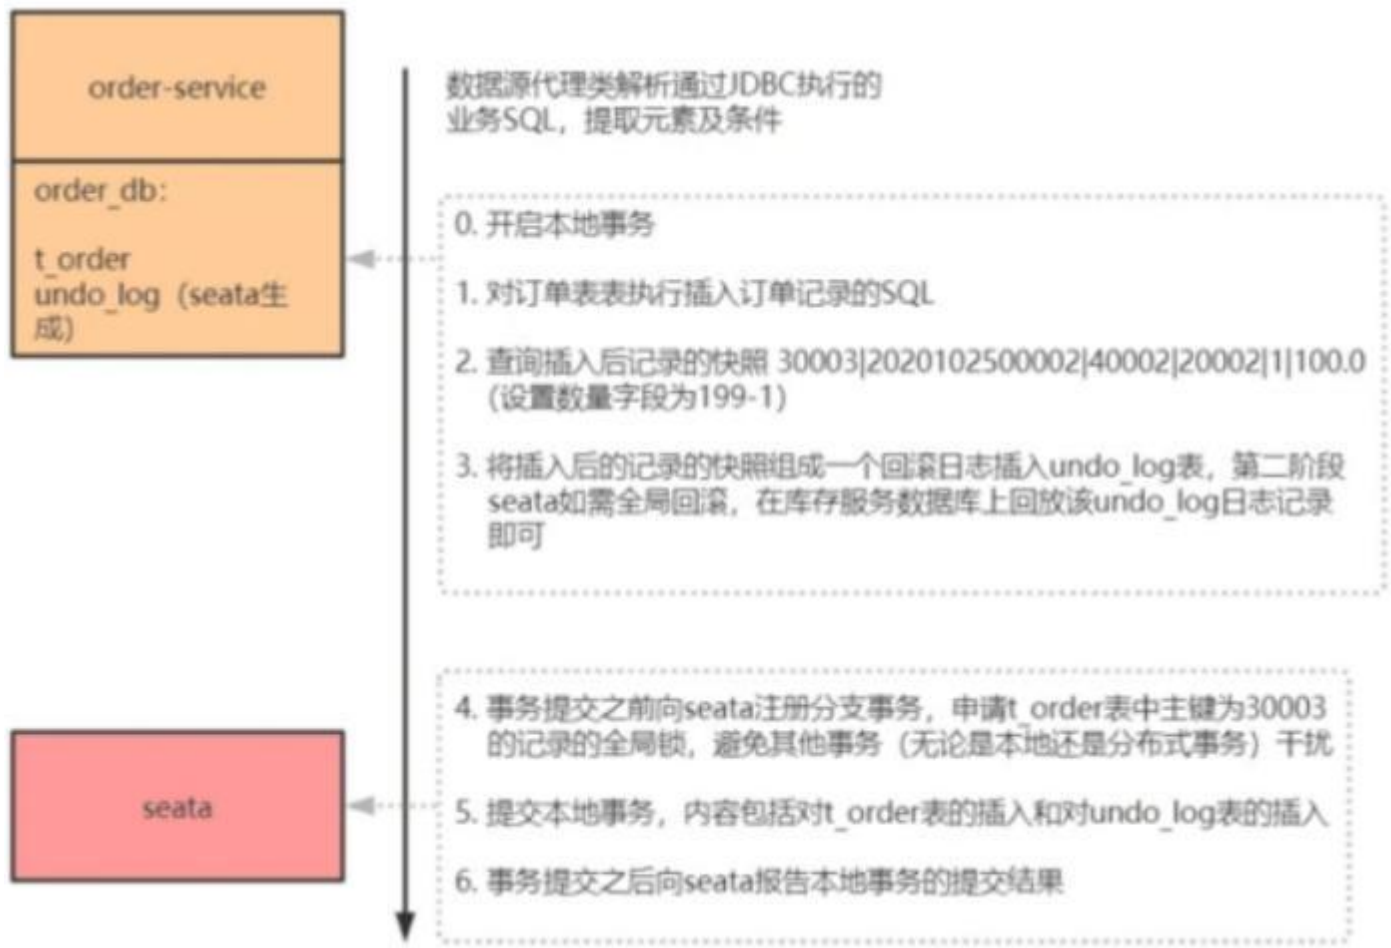 order-service
order_db:
t_order
undo_log（seata生
成）
数据源代理类解析通过JDBC执行的
业务SQL，提取元素及条件
0. 开启本地事务
1. 对订单表表执行插入订单记录的SQL
2. 查询插入后记录的快照 30003|2020102500002|40002|20002|1|100.0
（设置数量字段为199-1）
3. 将插入后的记录的快照组成一个回滚日志插入undo_log表，第二阶段
seata如需全局回滚，在库存服务数据库上回放该undo_log日志记录
即可
seata
4. 事务提交之前向seata注册分支事务，申请t_order表中主键为30003
的记录的全局锁，避免其他事务（无论是本地还是分布式事务）干扰
5. 提交本地事务，内容包括对t_order表的插入和对undo_log表的插入
6. 事务提交之后向seata报告本地事务的提交结果